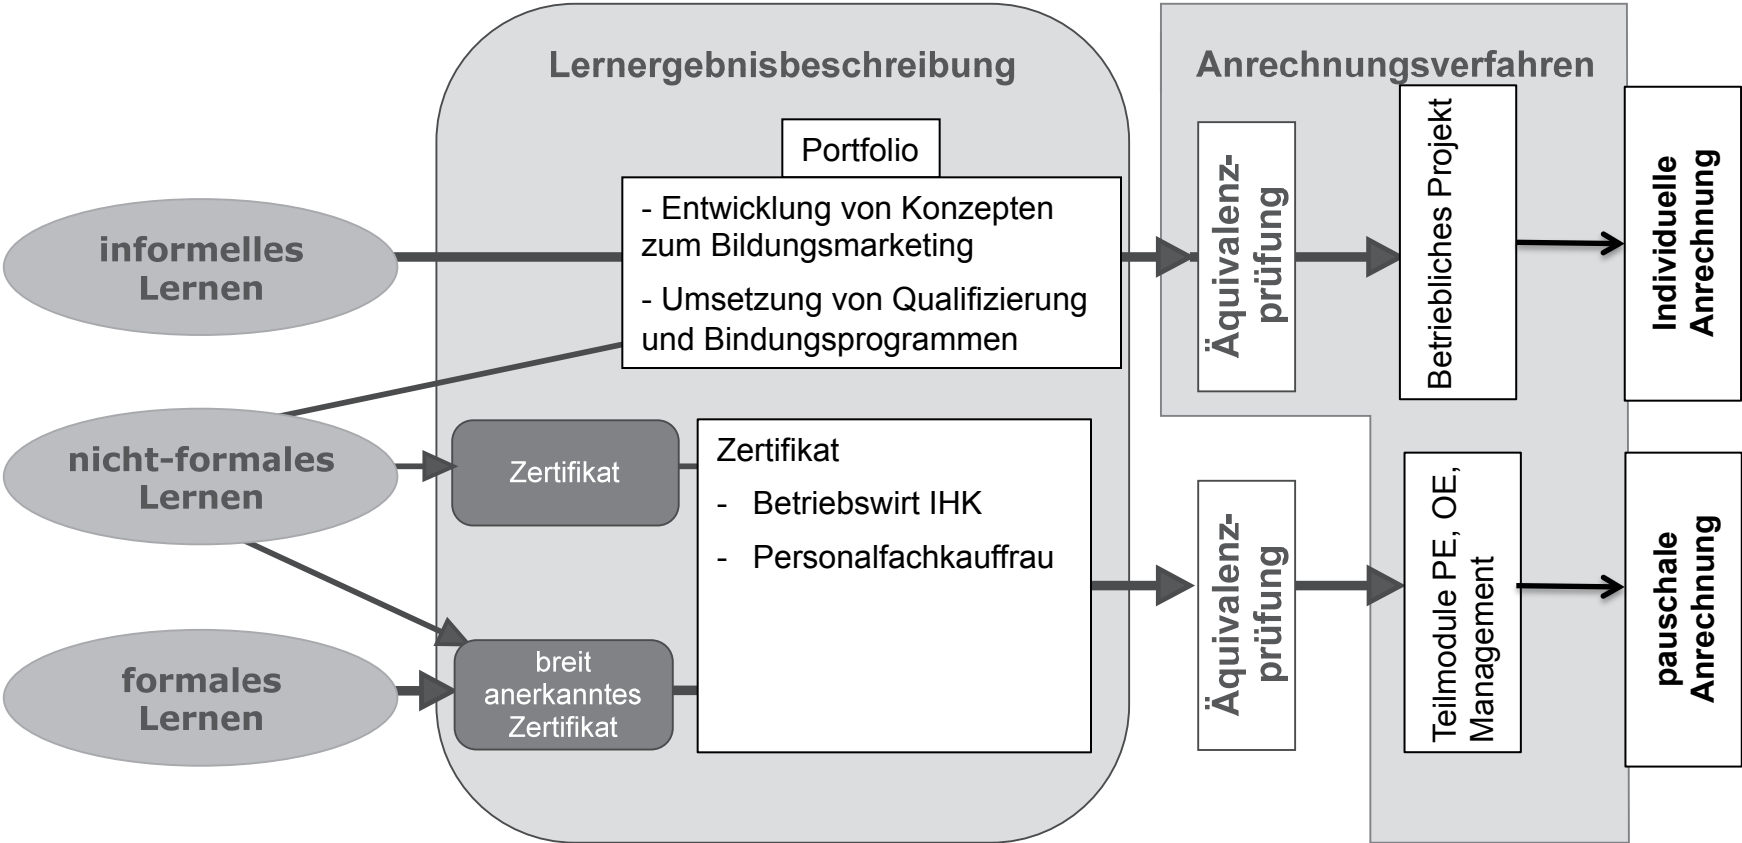 Lernergebnisbeschreibung
Anrechnungsverfahren
informelles
Lernen
nicht-formales
Lernen
formales
Lernen
Portfolio
- Entwicklung von Konzepten
zum Bildungsmarketing
- Umsetzung von Qualifizierung
und Bindungsprogrammen
Zertifikat
breit
anerkanntes
Zertifikat
Zertifikat
- Betriebswirt IHK
- Personalfachkauffrau
Äquivalenz-
prüfung
Betriebliches Projekt
Individuelle
Anrechnung
Äquivalenz-
prüfung
Teilmodule PE, OE,
Management
pauschale
Anrechnung